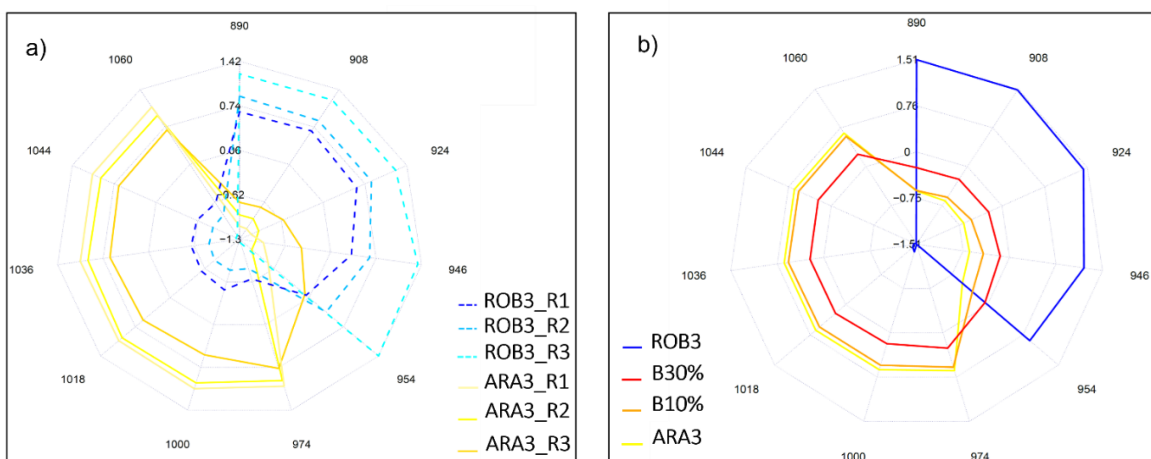 a)
890
908
924
946
954
974
1000
1018
1036
1044
1060
1.42
0.74
0.06
−0.62
−1.3
ROB3_R1
ROB3_R2
ROB3_R3
ARA3_R1
ARA3_R2
ARA3_R3
b)
890
908
924
946
954
974
1000
1018
1036
1044
1060
1.51
0.76
0
−0.75
−1.51
ROB3
B30%
B10%
ARA3